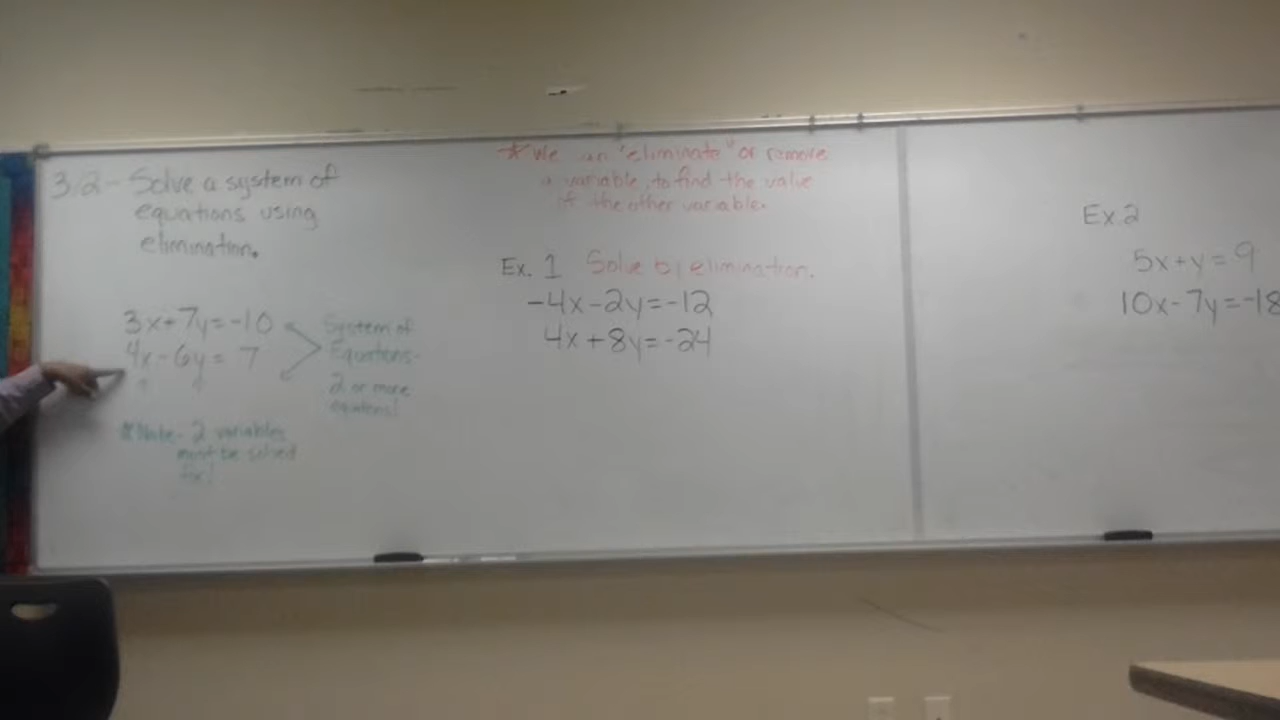 3.2- Solve a system of
equations using
elimination.
3x+7y=-10
4x-6y= 7
System of
Equations-
2 or more
equations!
*Note- 2 variables
must be solved
for!
*We can "eliminate" or remove
a variable, to find the value
of the other variable.
Ex. 1 Solve by elimination.
-4x-2y=-12
4x+8y=-24
Ex.2
5x+y=9
10x-7y=-18